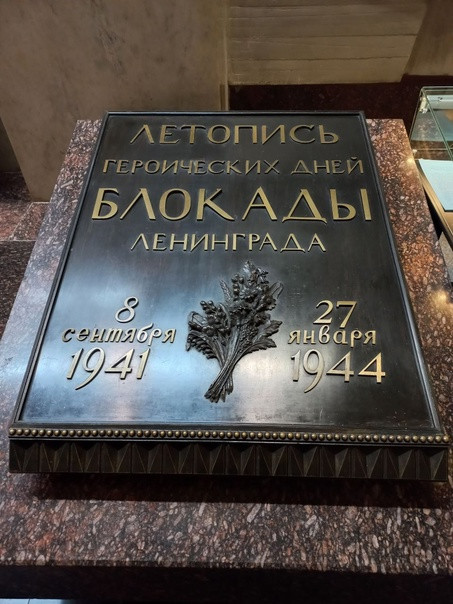 ЛЕТОПИСЬ
ГЕРОИЧЕСКИХ ДНЕЙ
БЛОКАДЫ
ЛЕНИНГРАДА
8
сентября
1941
27
января
1944